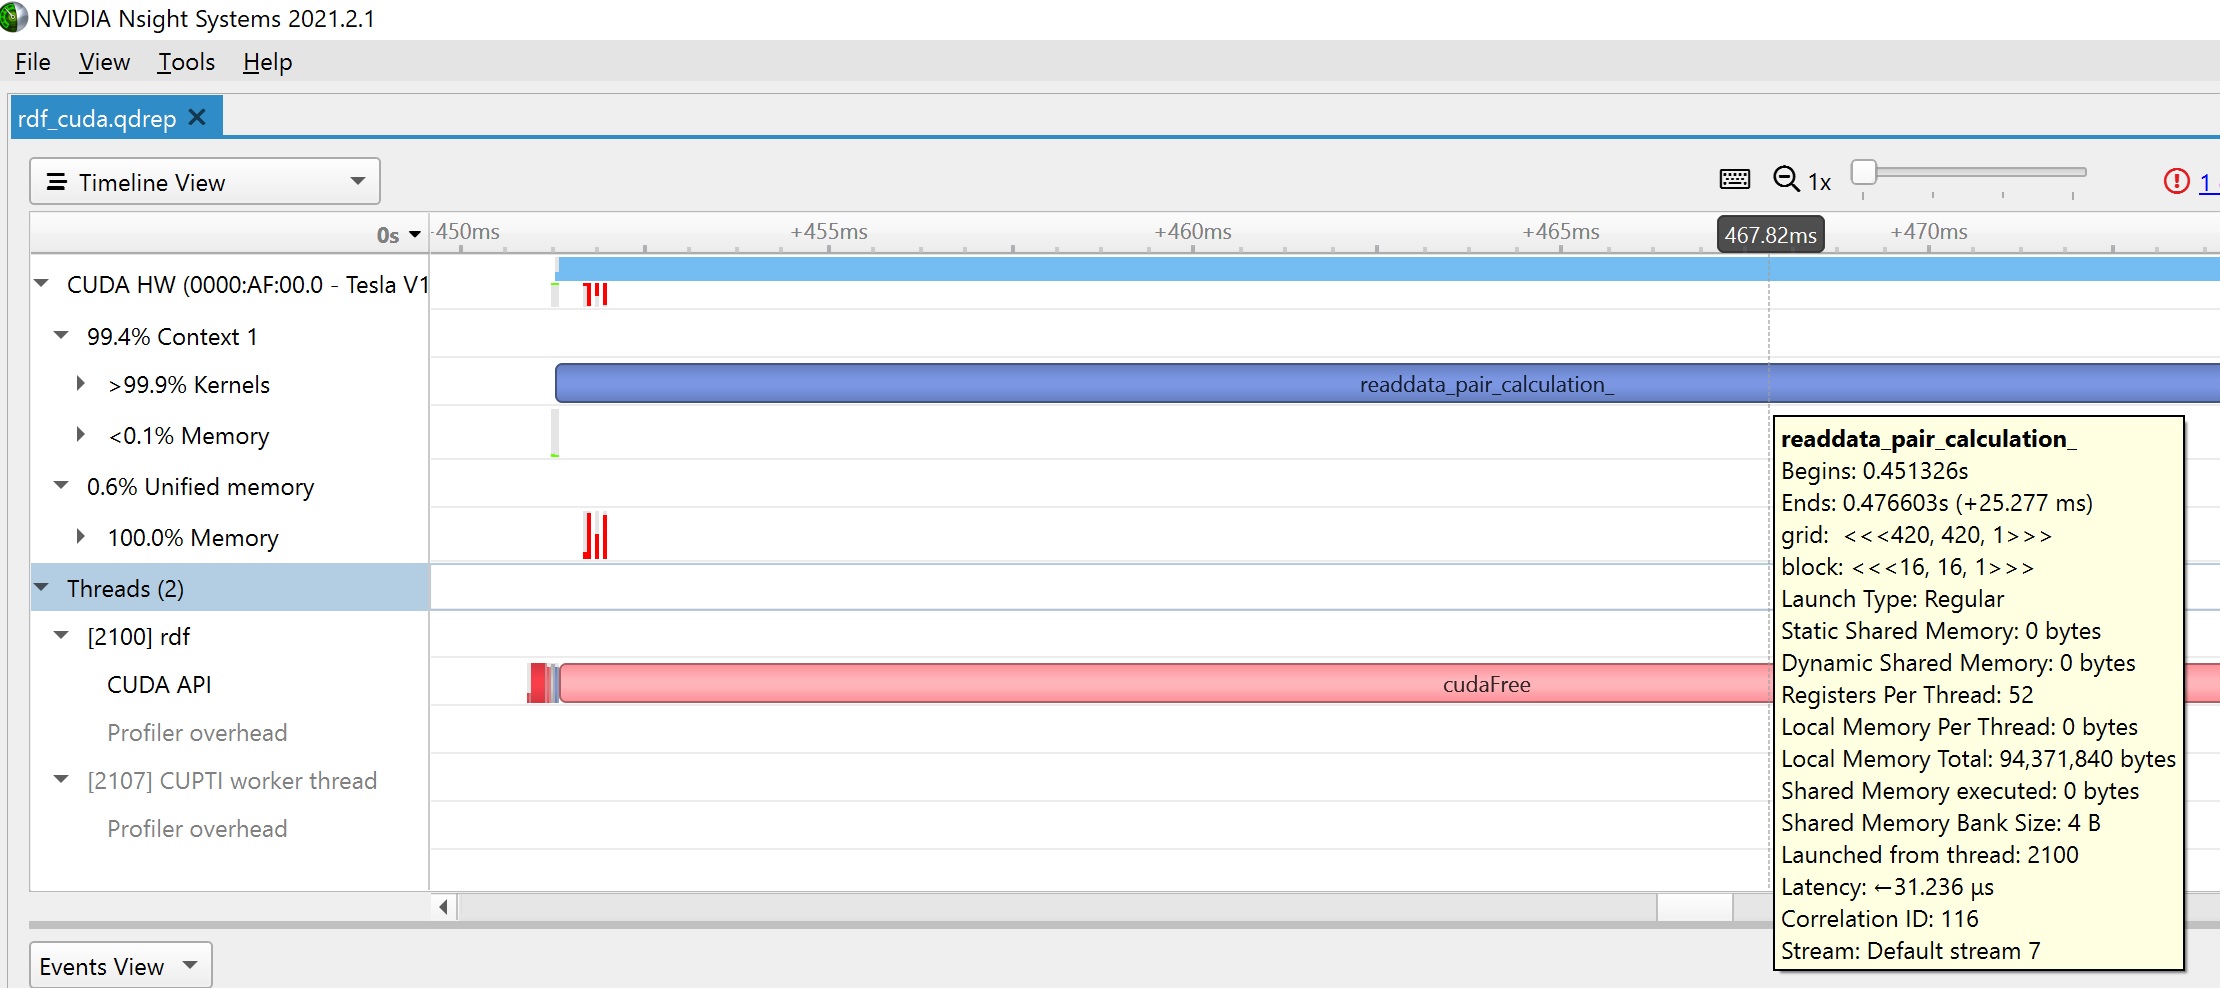 NVIDIA Nsight Systems 2021.2.1
File View Tools Help
rdf_cuda.qdrep
Timeline View
1x
1
0s
450ms +455ms +460ms +465ms 467.82ms +470ms
CUDA HW (0000:AF:00.0 - Tesla V1
99.4% Context 1
>99.9% Kernels
readdata_pair_calculation_
<0.1% Memory
0.6% Unified memory
100.0% Memory
Threads (2)
[2100] rdf
CUDA API
cudaFree
Profiler overhead
[2107] CUPTI worker thread
Profiler overhead
readdata_pair_calculation_
Begins: 0.451326s
Ends: 0.476603s (+25.277 ms)
grid: <<<420, 420, 1>>>
block: <<<16, 16, 1>>>
Launch Type: Regular
Static Shared Memory: 0 bytes
Dynamic Shared Memory: 0 bytes
Registers Per Thread: 52
Local Memory Per Thread: 0 bytes
Local Memory Total: 94,371,840 bytes
Shared Memory executed: 0 bytes
Shared Memory Bank Size: 4 B
Launched from thread: 2100
Latency: ←31.236 μs
Correlation ID: 116
Stream: Default stream 7
Events View